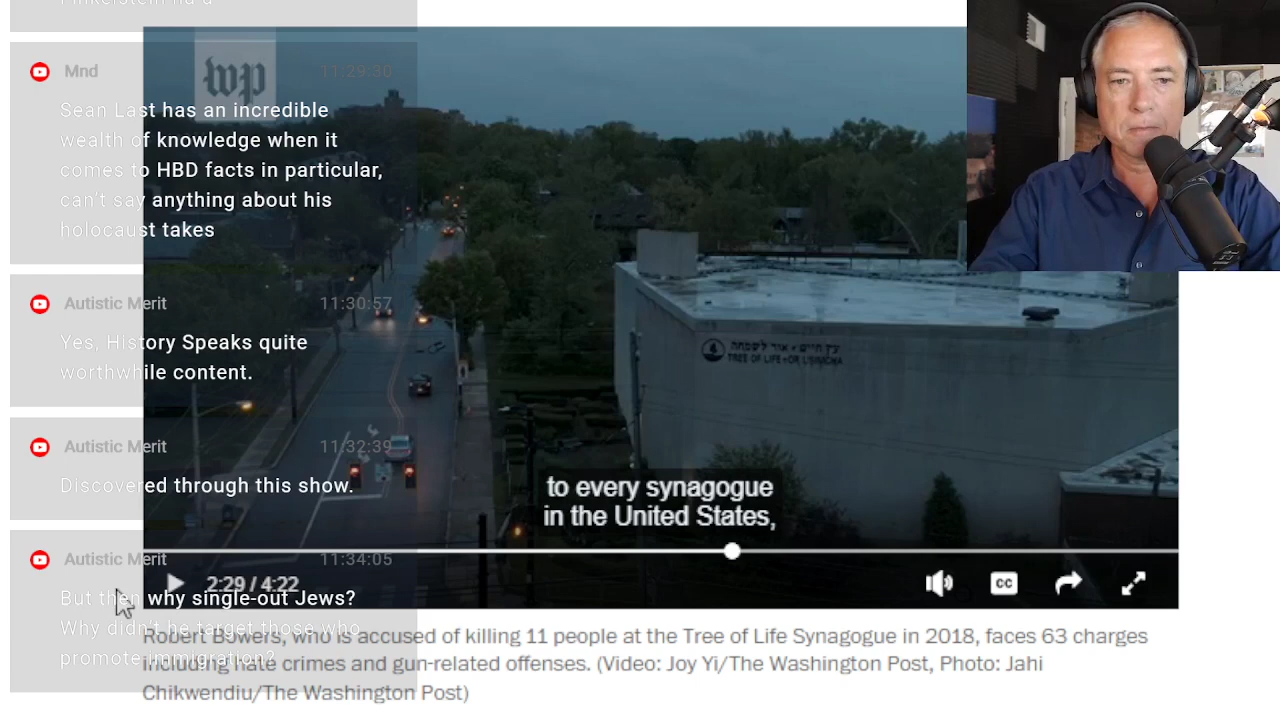 wp
Mnd 11:29:30
Sean Last has an incredible
wealth of knowledge when it
comes to HBD facts in particular,
can't say anything about his
holocaust takes
Autistic Merit 11:30:57
Yes, History Speaks quite
worthwhile content.
Autistic Merit 11:32:39
Discovered through this show.
Autistic Merit 11:34:05
But then why single-out Jews?
Why didn't he target those who
promote immigration?
עץ חיים • אור לשמחה
TREE OF LIFE • OR L'SIMCHA
to every synagogue
in the United States,
2:29 / 4:22
CC
Robert Bowers, who is accused of killing 11 people at the Tree of Life Synagogue in 2018, faces 63 charges
including hate crimes and gun-related offenses. (Video: Joy Yi/The Washington Post, Photo: Jahi
Chikwendiu/The Washington Post)